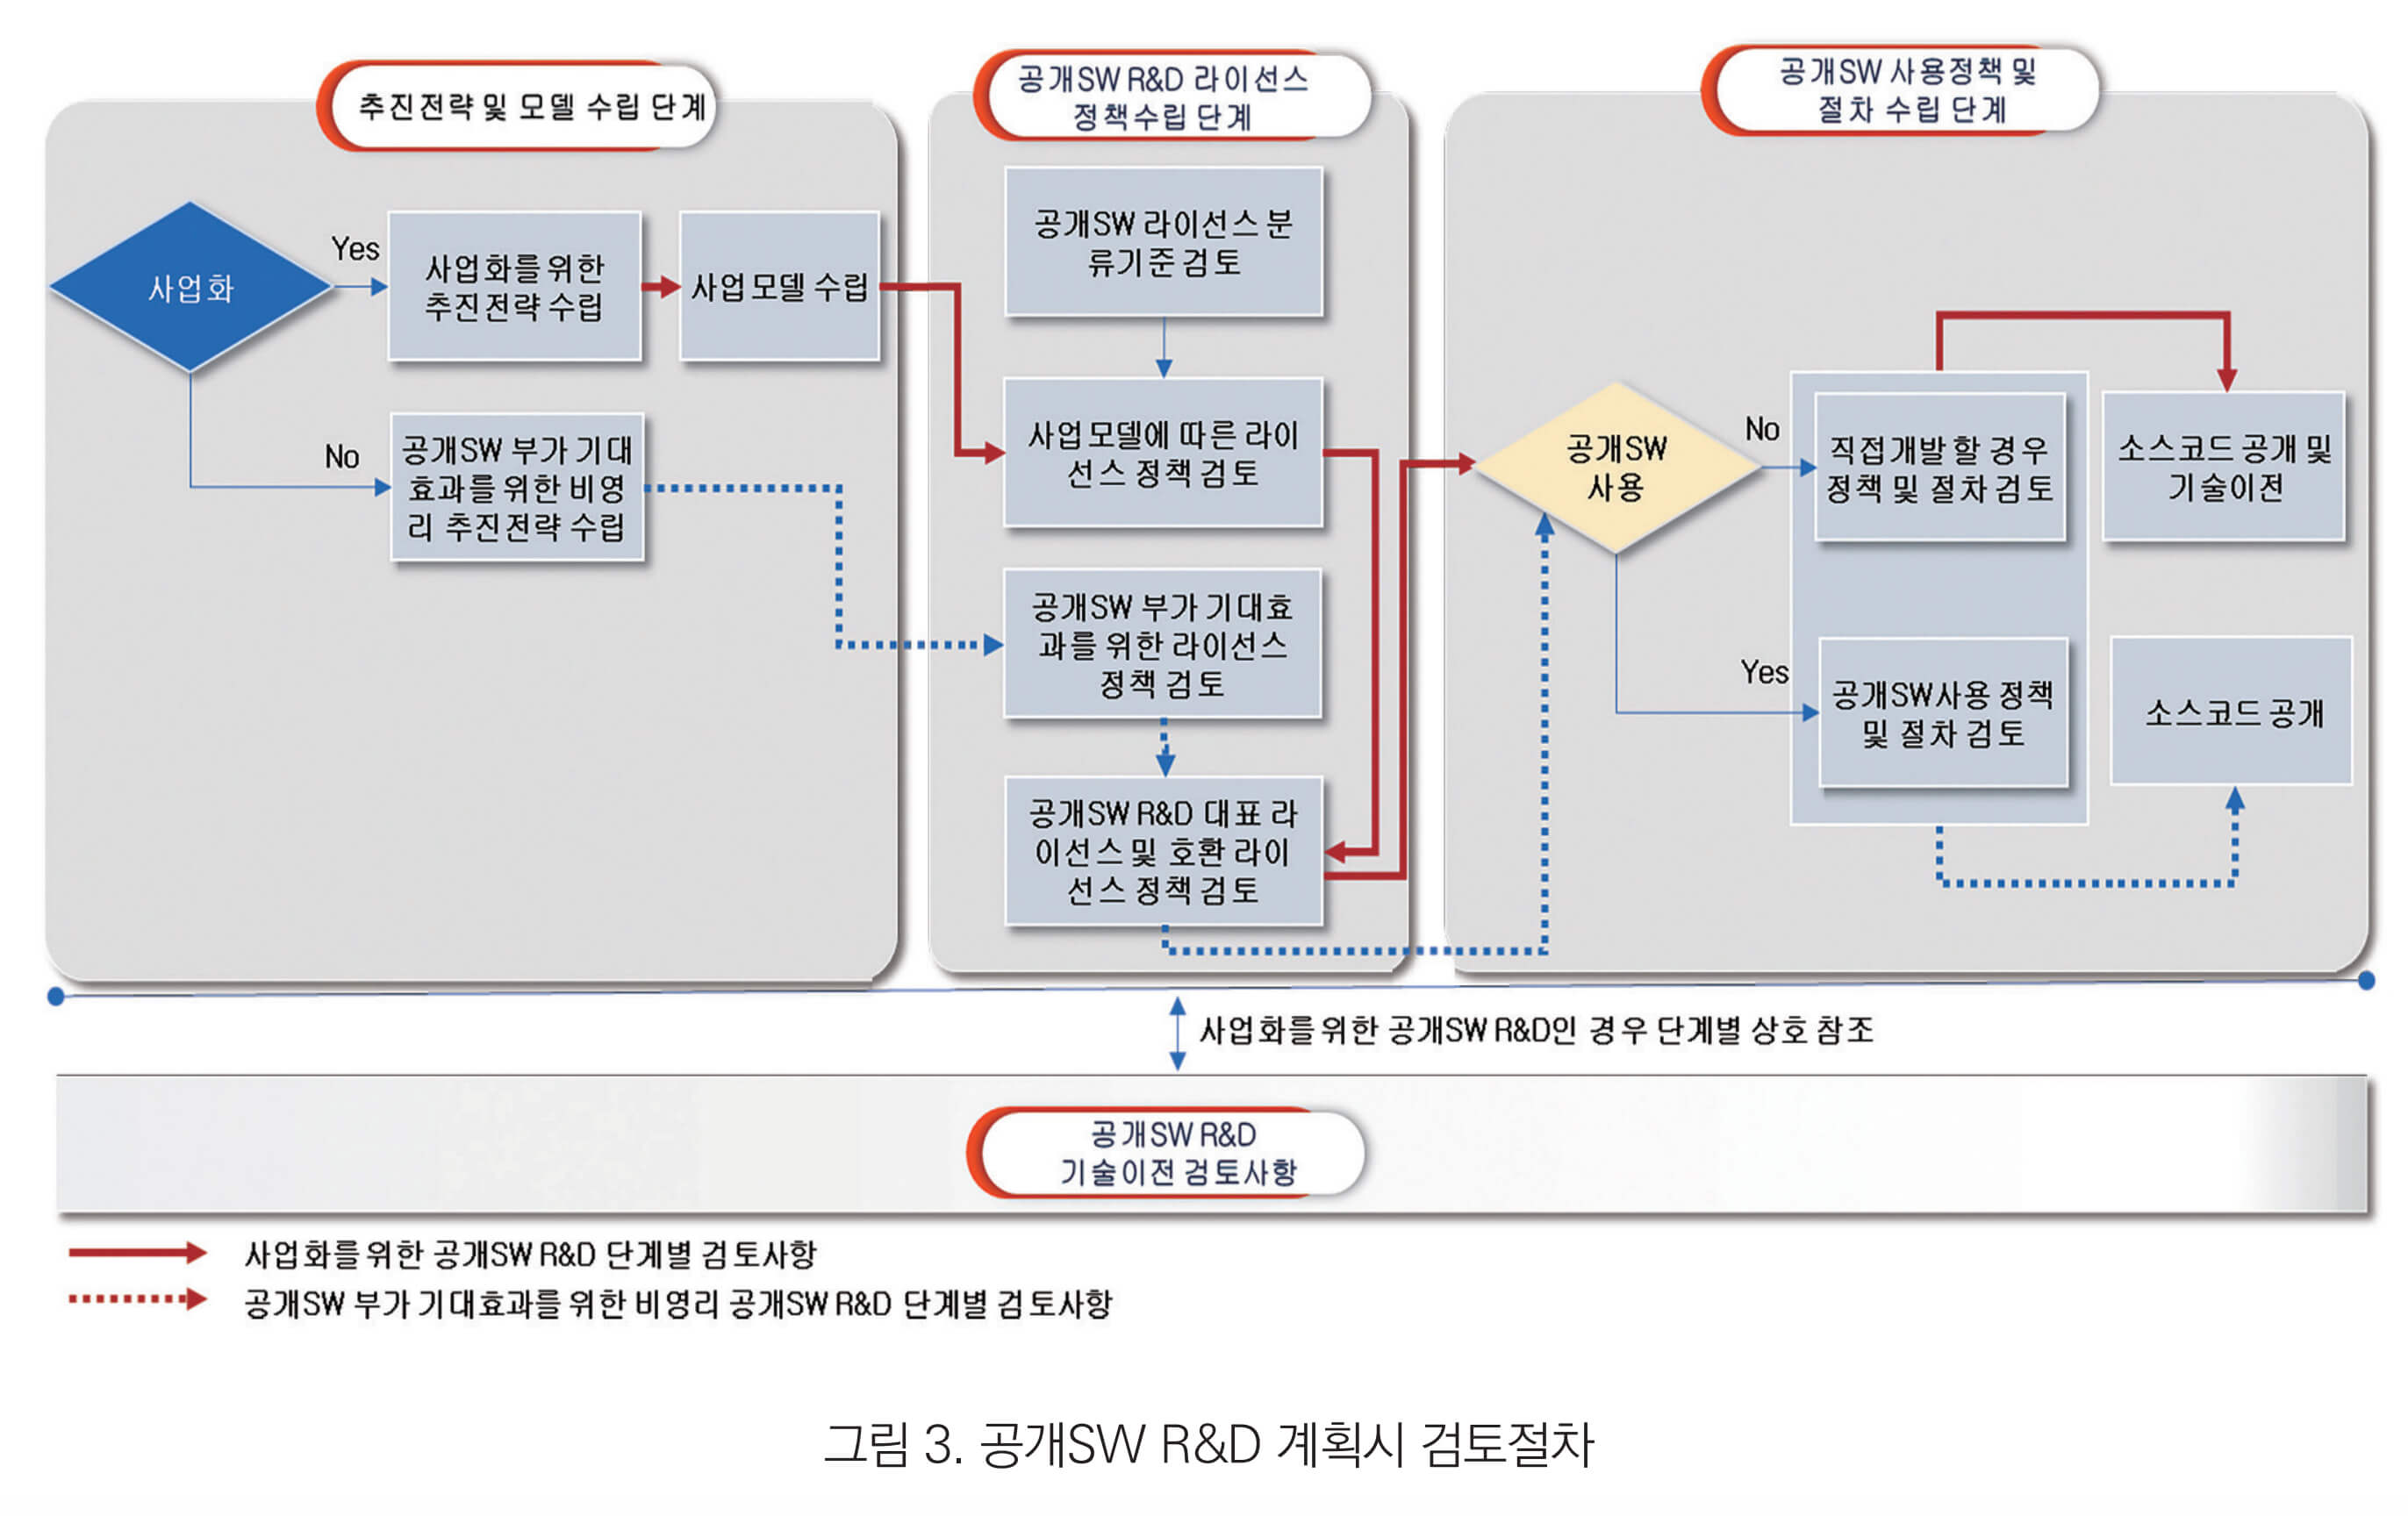 추진전략 및 모델 수립 단계
사업화
Yes
사업화를 위한
추진전략 수립
사업 모델 수립
No
공개SW 부가 기대
효과를 위한 비영
리 추진전략 수립
공개SW R&D 라이선스
정책수립 단계
공개SW 라이선스 분
류기준 검토
사업 모델에 따른 라이
선스 정책 검토
공개SW 부가 기대효
과를 위한 라이선스
정책 검토
공개SW R&D 대표 라
이선스 및 호환 라이
선스 정책 검토
공개SW 사용정책 및
절차 수립 단계
공개SW
사용
No
직접개발 할 경우
정책 및 절차 검토
소스코드 공개 및
기술이전
Yes
공개SW사용 정책
및 절차 검토
소스코드 공개
사업화를 위한 공개SW R&D인 경우 단계별 상호 참조
공개SW R&D
기술이전 검토사항
사업화를 위한 공개SW R&D 단계별 검토사항
공개SW 부가 기대효과를 위한 비영리 공개SW R&D 단계별 검토사항
그림 3. 공개SW R&D 계획시 검토절차